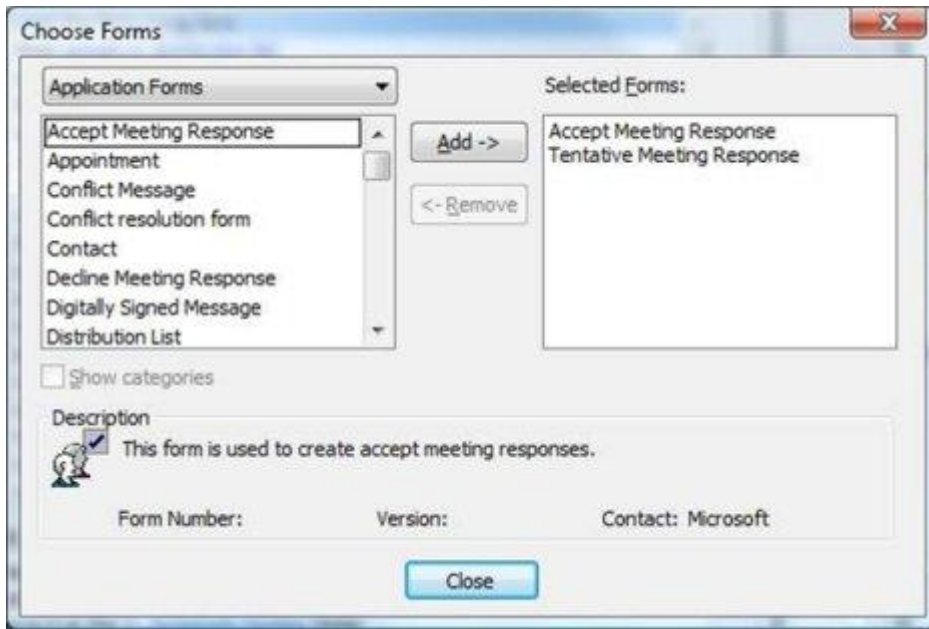 Choose Forms
Application Forms
Selected Forms:
Accept Meeting Response
Appointment
Conflict Message
Conflict resolution form
Contact
Decline Meeting Response
Digitally Signed Message
Distribution List
Add ->
<- Remove
Accept Meeting Response
Tentative Meeting Response
Show categories
Description
This form is used to create accept meeting responses.
Form Number: Version: Contact: Microsoft
Close